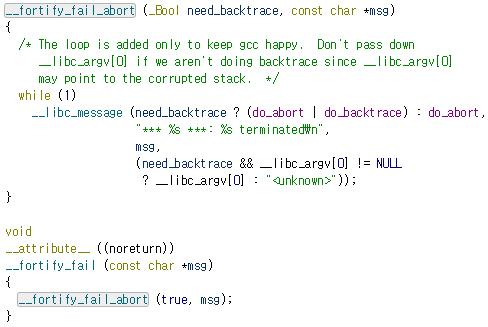 __fortify_fail_abort (_Bool need_backtrace, const char *msg)
{
  /* The loop is added only to keep gcc happy.  Don't pass down
     __libc_argv[0] if we aren't doing backtrace since __libc_argv[0]
     may point to the corrupted stack.  */
  while (1)
    __libc_message (need_backtrace ? (do_abort | do_backtrace) : do_abort,
                    "*** %s ***: %s terminated₩n",
                    msg,
                    (need_backtrace && __libc_argv[0] != NULL
                     ? __libc_argv[0] : "<unknown>"));
}
void
__attribute__ ((noreturn))
__fortify_fail (const char *msg)
{
  __fortify_fail_abort (true, msg);
}